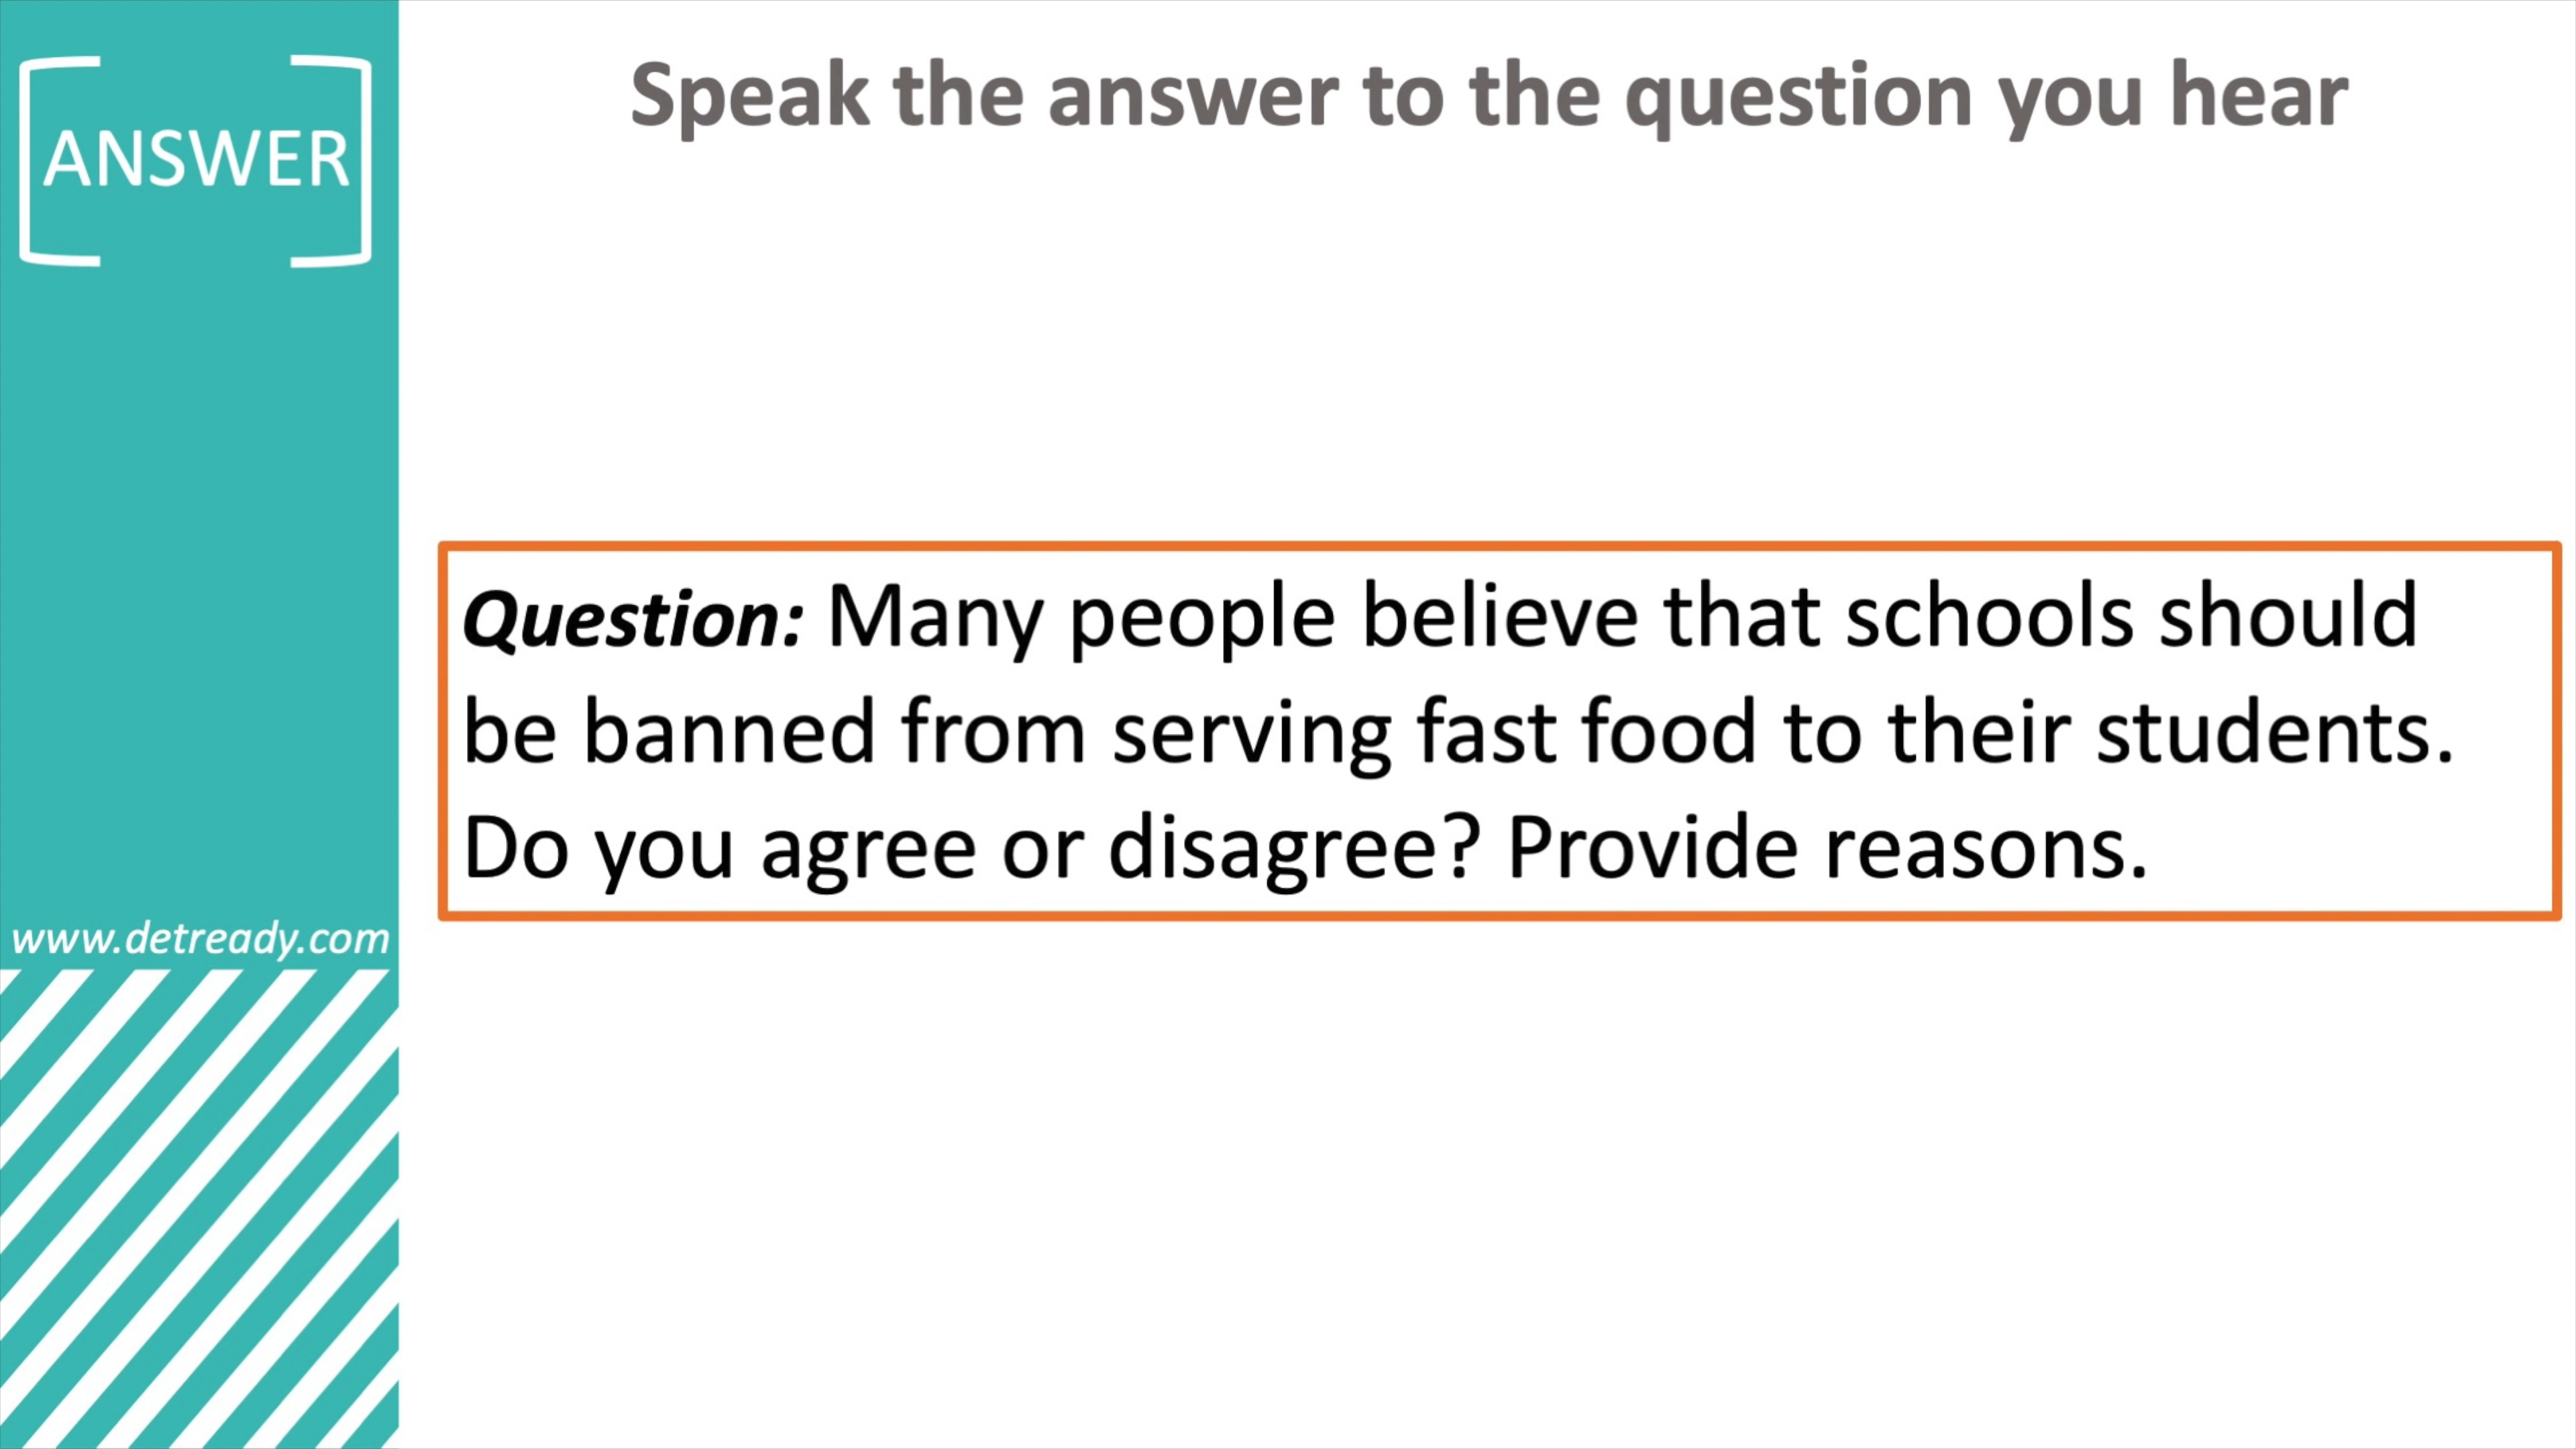 ANSWER
Speak the answer to the question you hear
Question: Many people believe that schools should
be banned from serving fast food to their students.
Do you agree or disagree? Provide reasons.
www.detready.com